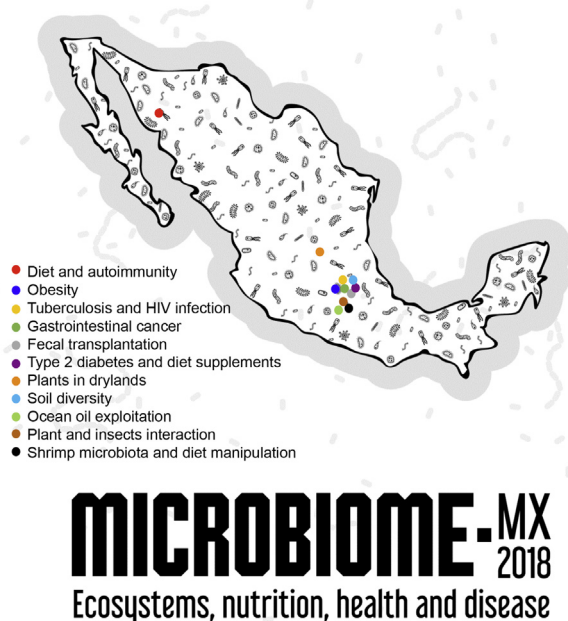 Diet and autoimmunity
Obesity
Tuberculosis and HIV infection
Gastrointestinal cancer
Fecal transplantation
Type 2 diabetes and diet supplements
Plants in drylands
Soil diversity
Ocean oil exploitation
Plant and insects interaction
Shrimp microbiota and diet manipulation
MICROBIOME·MX
2018
Ecosystems, nutrition, health and disease